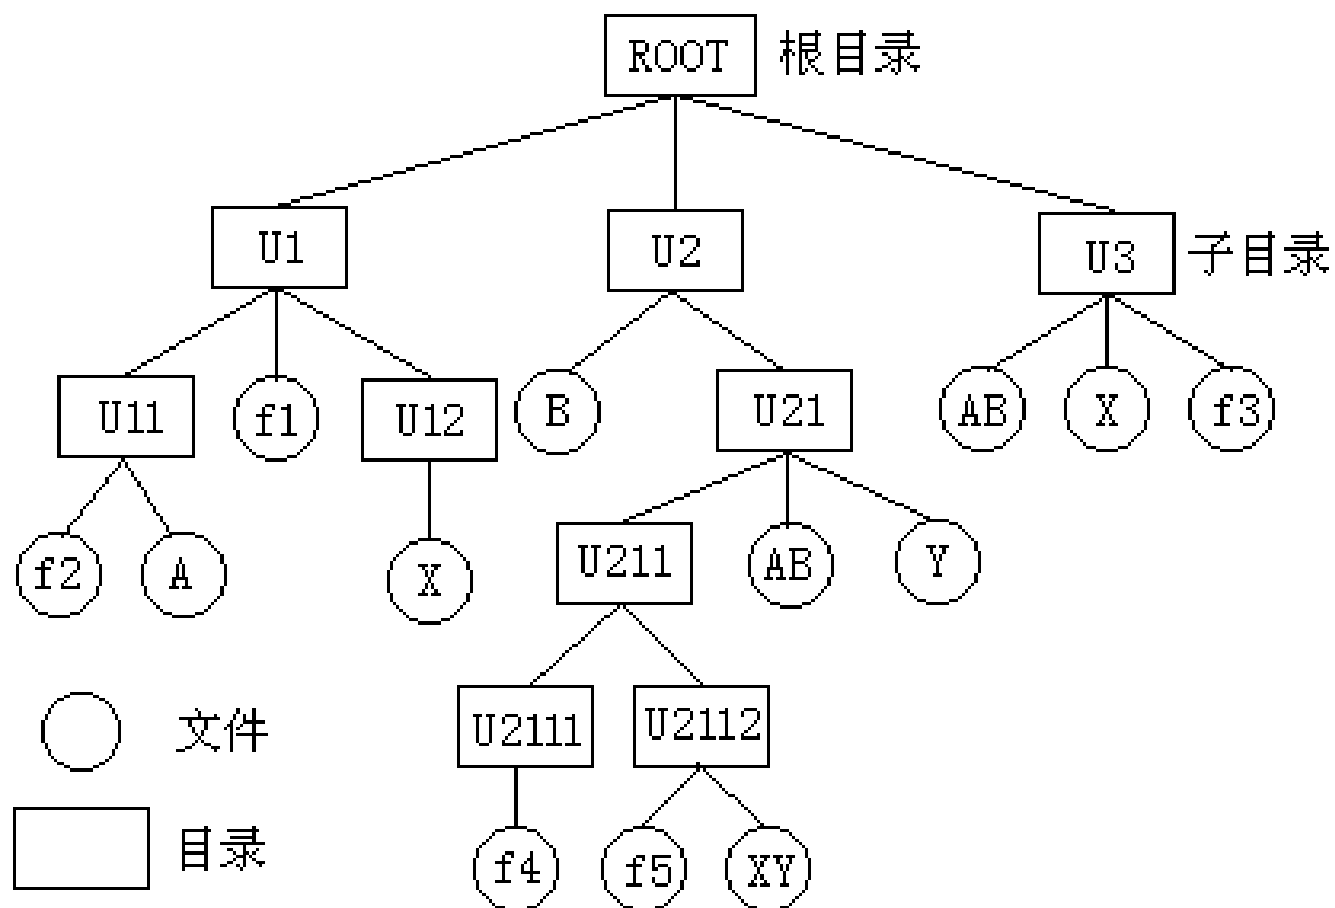 ROOT 根目录
U1 U2 U3 子目录
U11 f1 U12 B U21 AB X f3
f2 A X U211 AB Y
文件 U2111 U2112
目录 f4 f5 XY